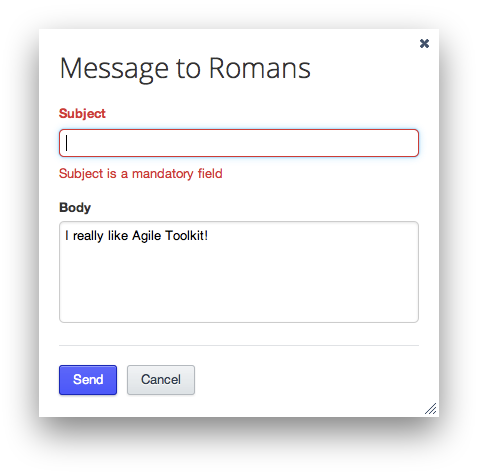 Message to Romans
Subject
Subject is a mandatory field
Body
I really like Agile Toolkit!
Send
Cancel